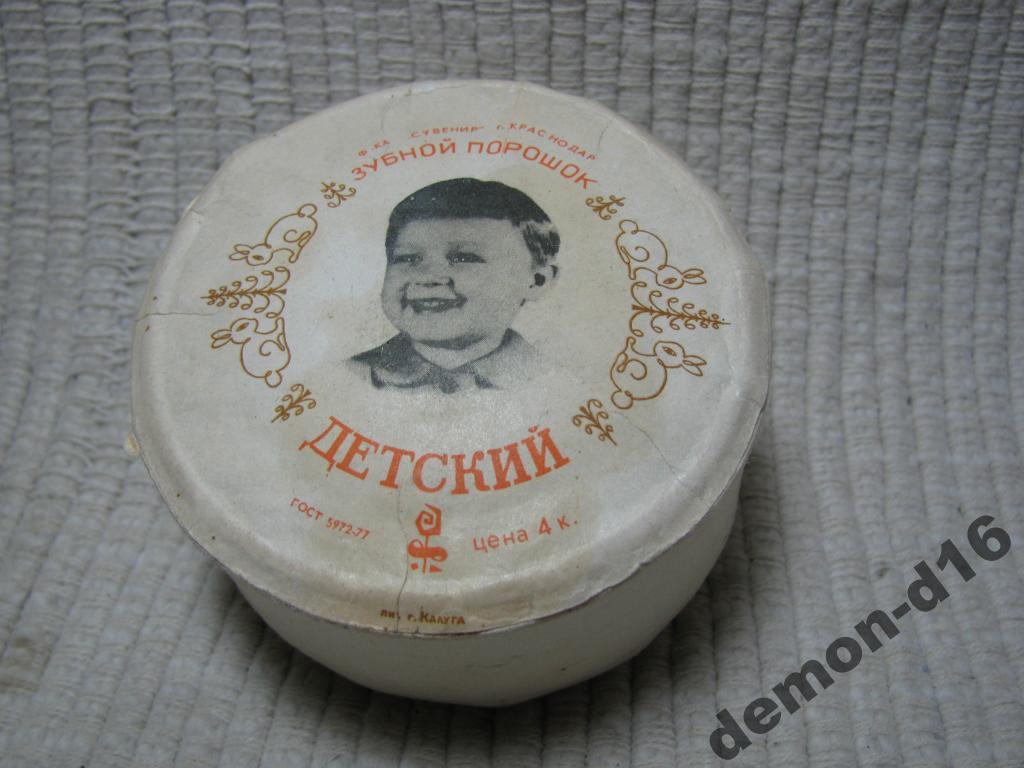 Ф-КА „СУВЕНИР" г. КРАСНОДАР
ЗУБНОЙ ПОРОШОК
ДЕТСКИЙ
ГОСТ 5972-77
цена 4 к.
г. КАЛУГА
demon-d16